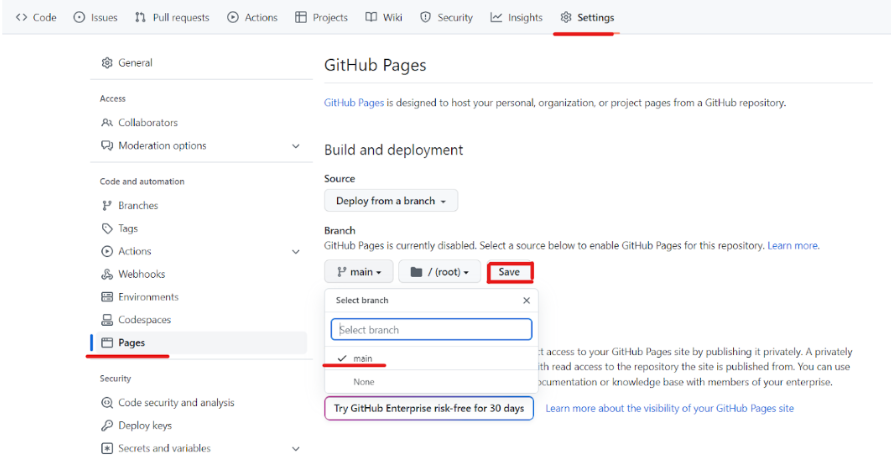 Code Issues Pull requests Actions Projects Wiki Security Insights Settings
General
Access
Collaborators
Moderation options
Code and automation
Branches
Tags
Actions
Webhooks
Environments
Codespaces
Pages
Security
Code security and analysis
Deploy keys
Secrets and variables
GitHub Pages
GitHub Pages is designed to host your personal, organization, or project pages from a GitHub repository.
Build and deployment
Source
Deploy from a branch
Branch
GitHub Pages is currently disabled. Select a source below to enable GitHub Pages for this repository. Learn more.
main / (root) Save
Select branch
Select branch
main
None
access to your GitHub Pages site by publishing it privately. A privately
read access to the repository the site is published from. You can use
documentation or knowledge base with members of your enterprise.
Try GitHub Enterprise risk-free for 30 days Learn more about the visibility of your GitHub Pages site